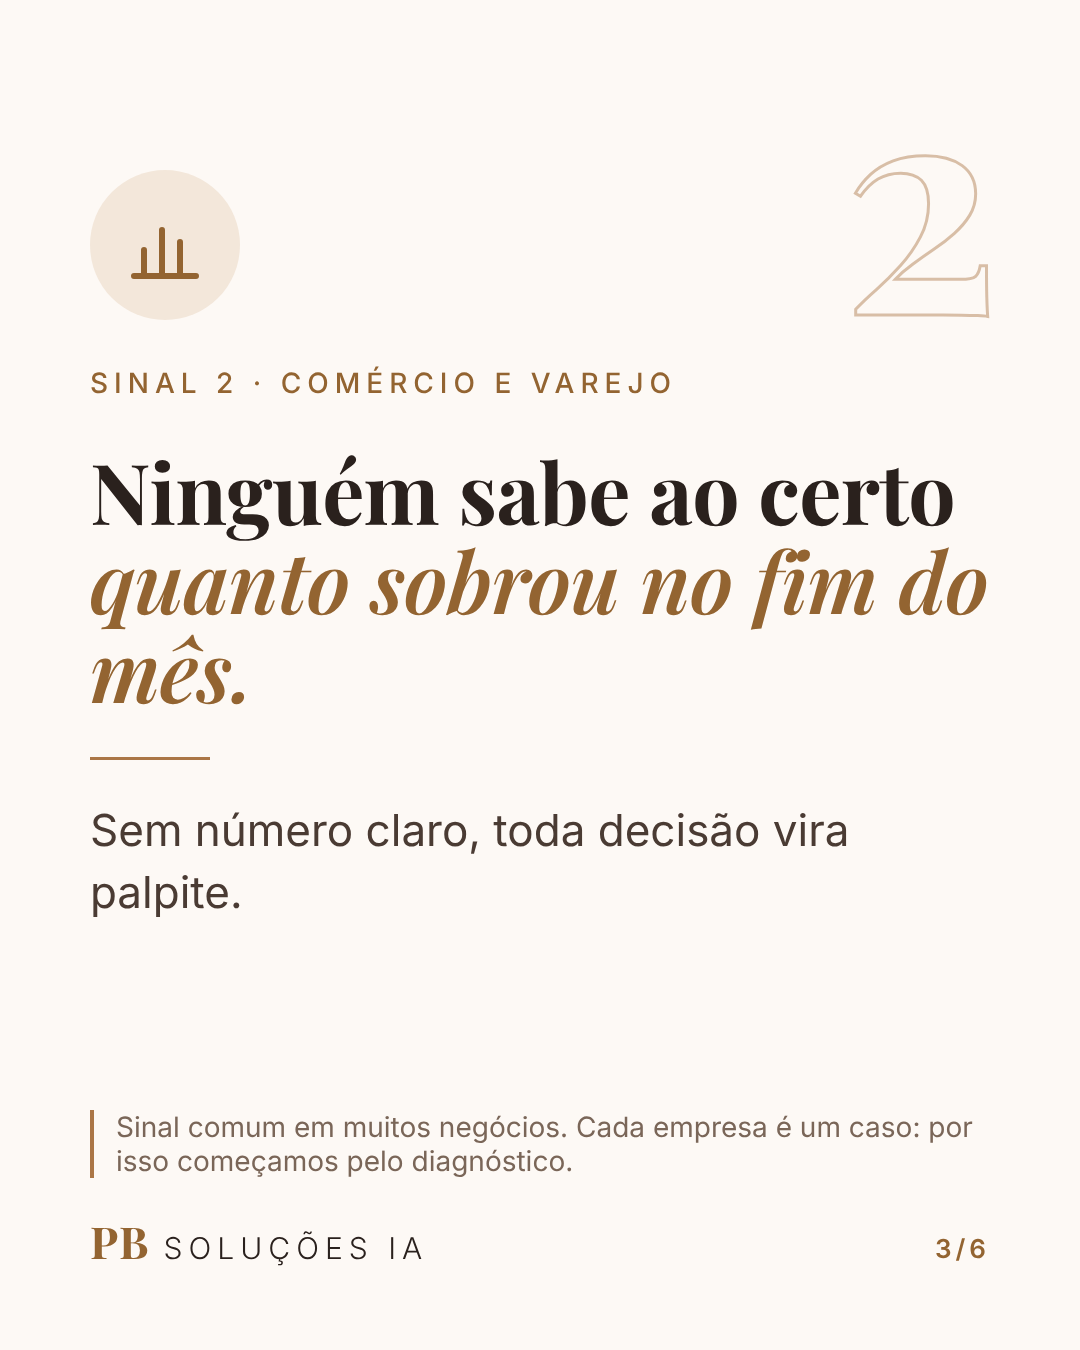 2
SINAL 2 · COMÉRCIO E VAREJO
Ninguém sabe ao certo
quanto sobrou no fim do
mês.
Sem número claro, toda decisão vira
palpite.
Sinal comum em muitos negócios. Cada empresa é um caso: por
isso começamos pelo diagnóstico.
PB SOLUÇÕES IA
3/6